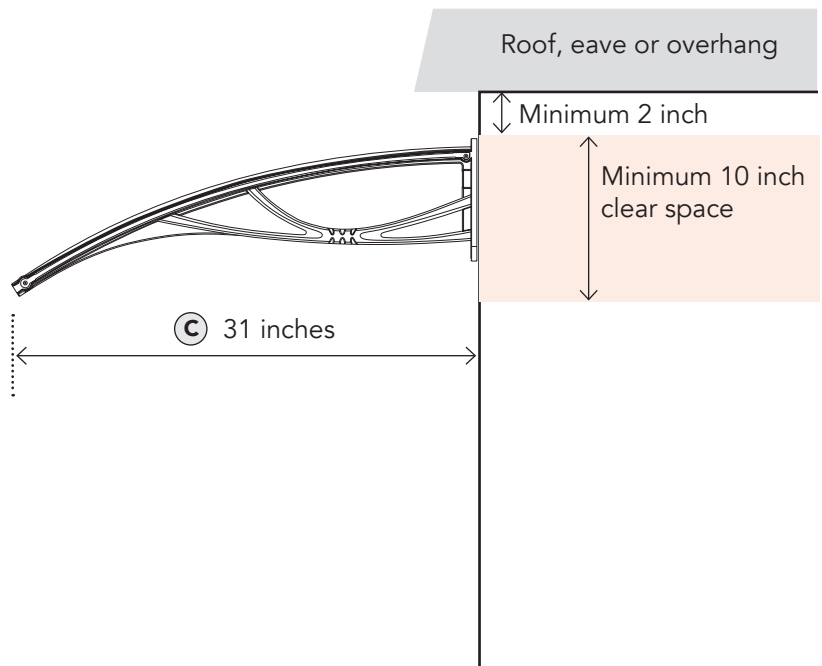 Roof, eave or overhang
Minimum 2 inch
Minimum 10 inch
clear space
C 31 inches